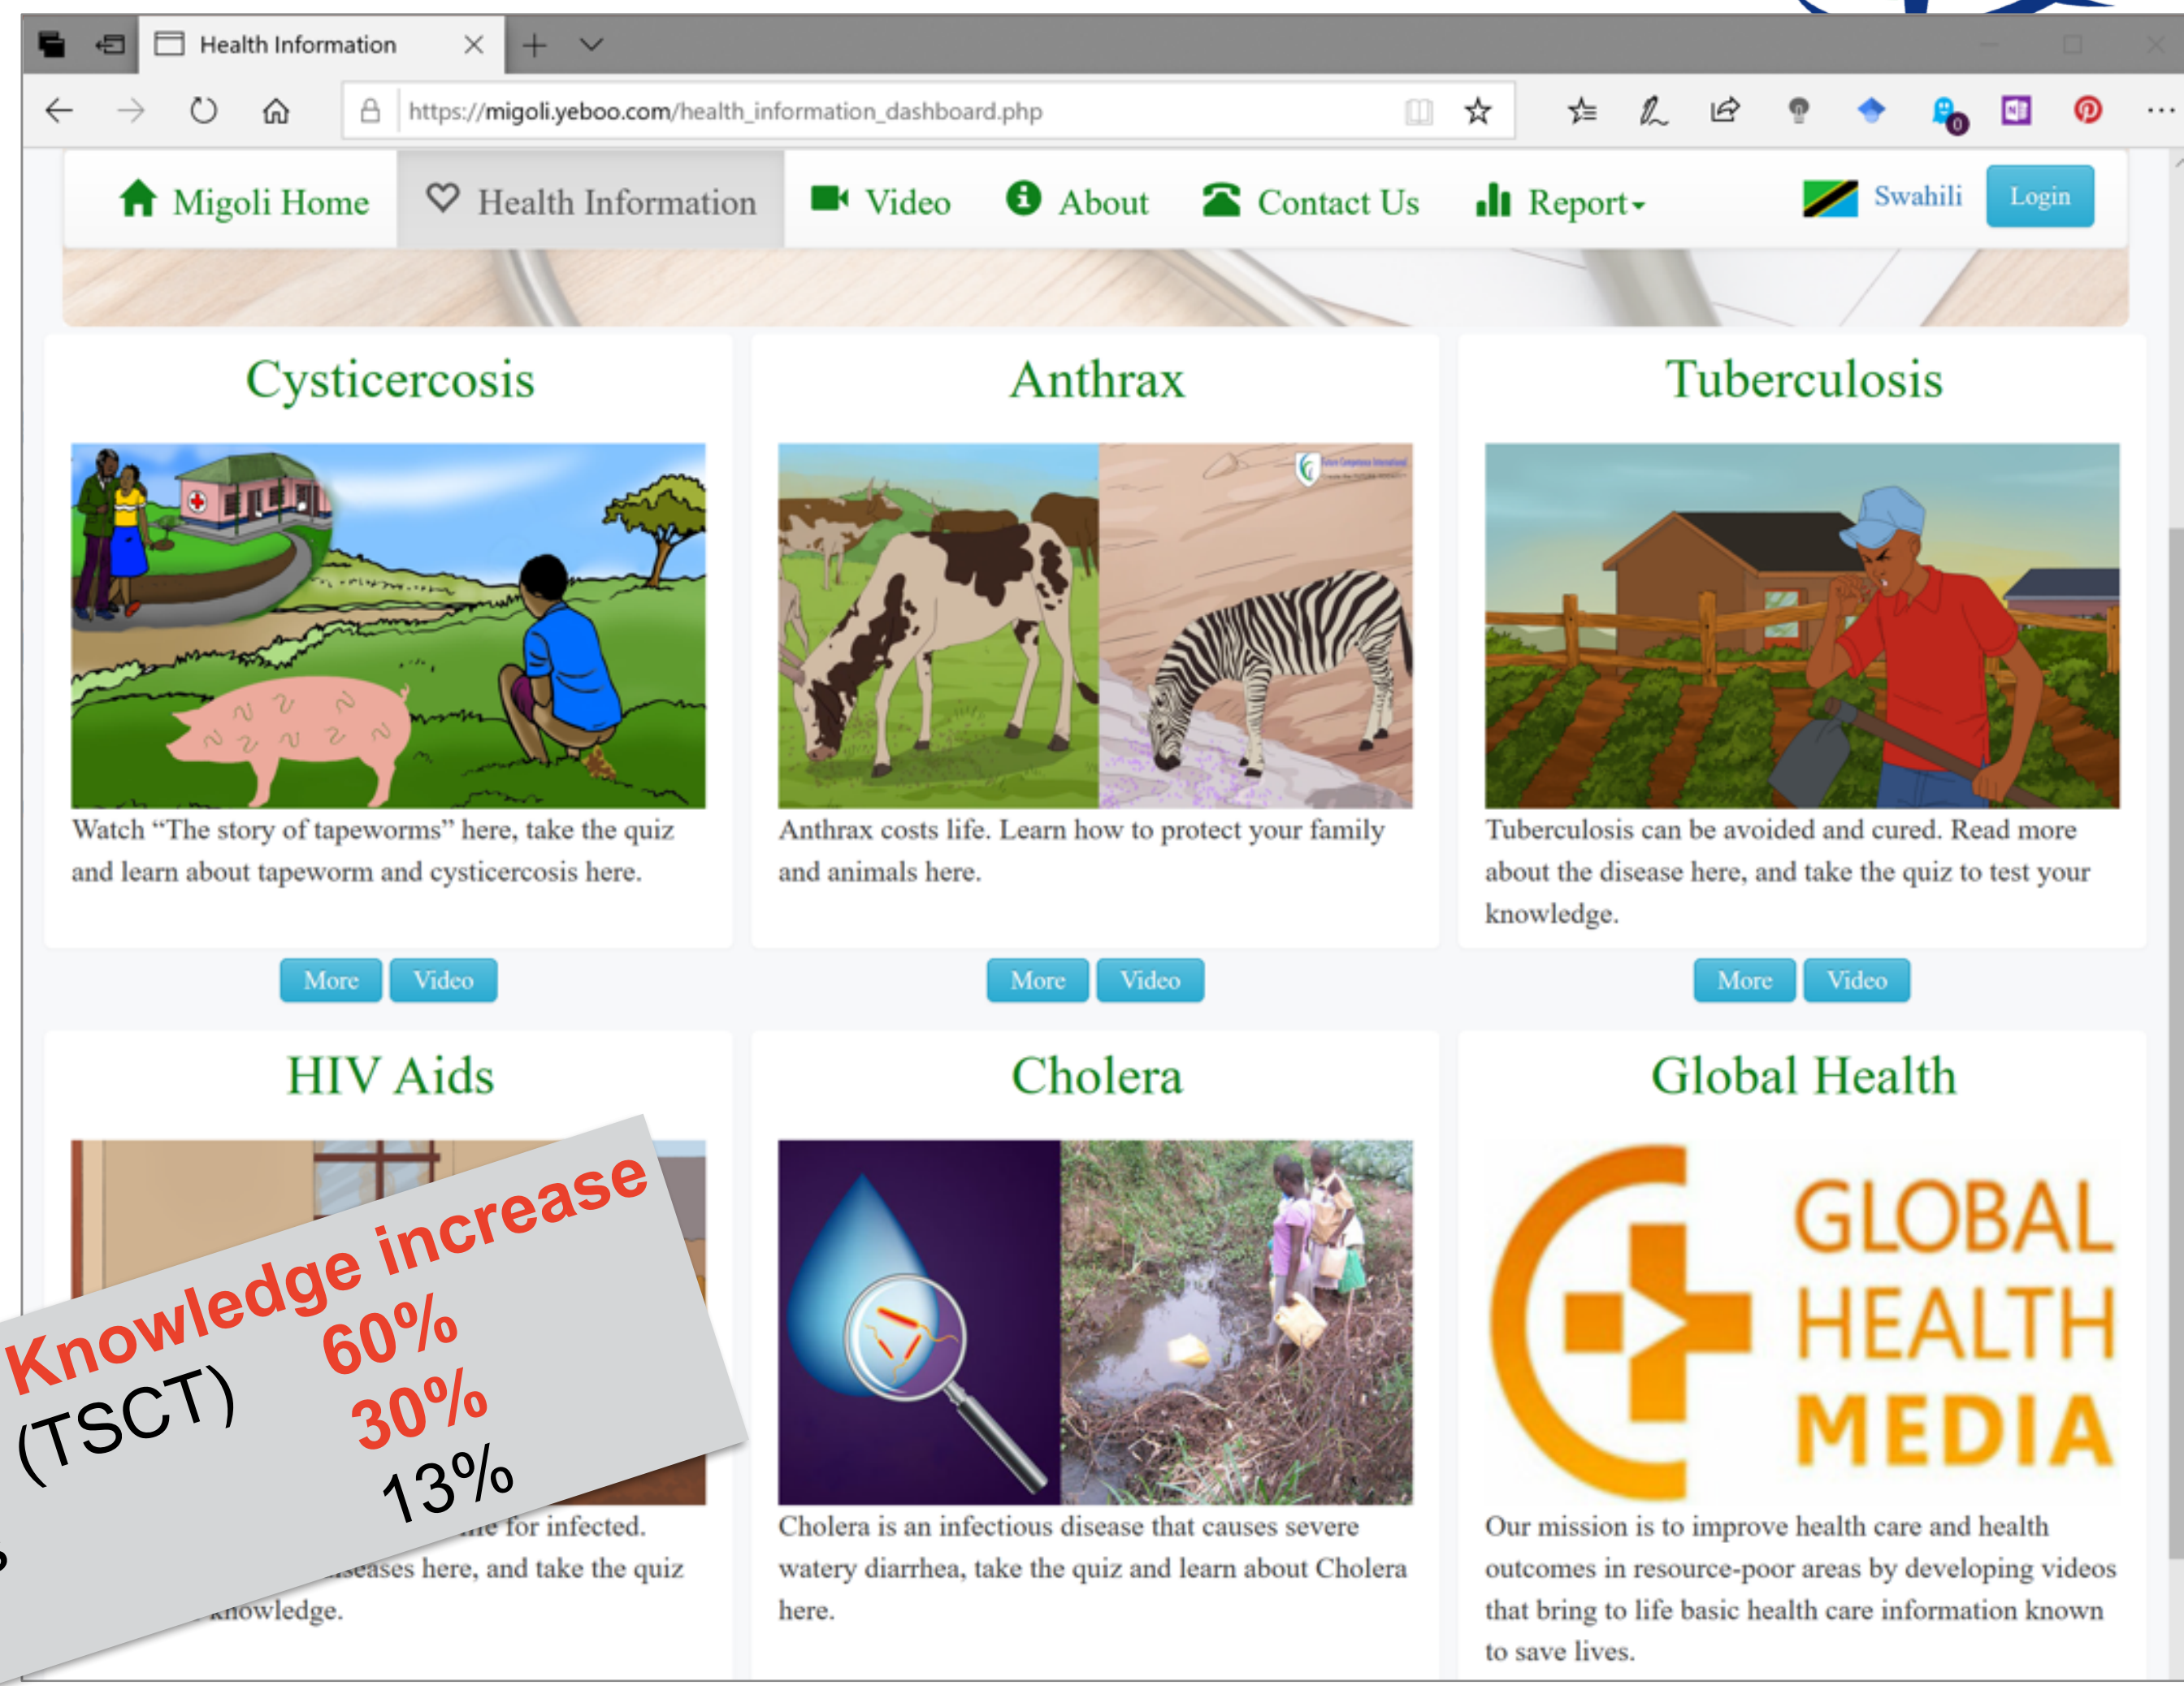 Health Information
https://migoli.yeboo.com/health_information_dashboard.php
0
N
Migoli Home
Health Information
Video
About
Contact Us
Report
Swahili
Login
Cysticercosis
Anthrax
Tuberculosis
Future Competence International
Watch “The story of tapeworms” here, take the quiz
and learn about tapeworm and cysticercosis here.
Anthrax costs life. Learn how to protect your family
and animals here.
Tuberculosis can be avoided and cured. Read more
about the disease here, and take the quiz to test your
knowledge.
More
Video
More
Video
More
Video
HIV Aids
Cholera
Global Health
Knowledge increase
(TSCT) 60%
30%
13%
for infected.
here, and take the quiz
knowledge.
GLOBAL
HEALTH
MEDIA
Cholera is an infectious disease that causes severe
watery diarrhea, take the quiz and learn about Cholera
here.
Our mission is to improve health care and health
outcomes in resource-poor areas by developing videos
that bring to life basic health care information known
to save lives.